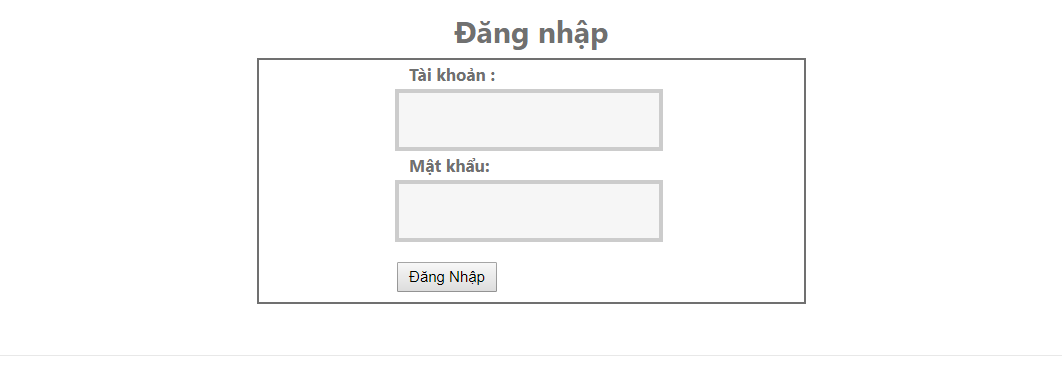 Đăng nhập
Tài khoản :
Mật khẩu:
Đăng Nhập